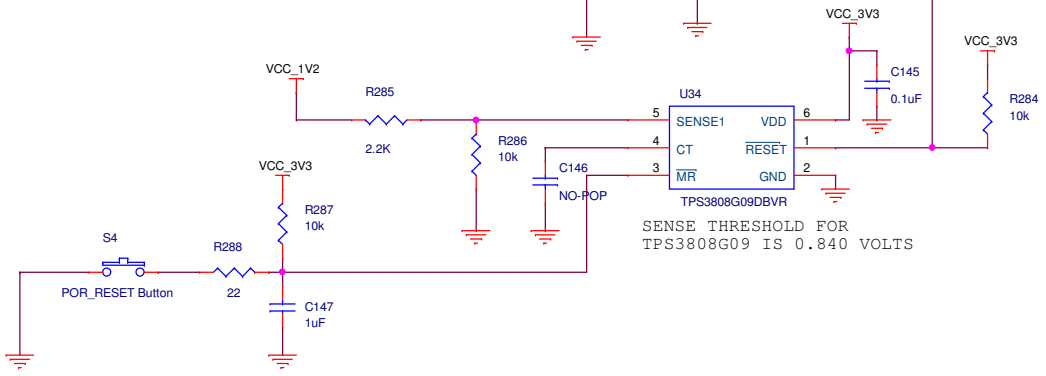 VCC_3V3
VCC_3V3
VCC_1V2
C145
0.1uF
R285
U34
R284
10k
2.2K
R286
10k
5
SENSE1
VDD
6
4
CT
RESET
1
3
MR
GND
2
C146
NO-POP
VCC_3V3
TPS3808G09DBVR
R287
10k
SENSE THRESHOLD FOR
TPS3808G09 IS 0.840 VOLTS
S4
R288
POR_RESET Button
22
C147
1uF